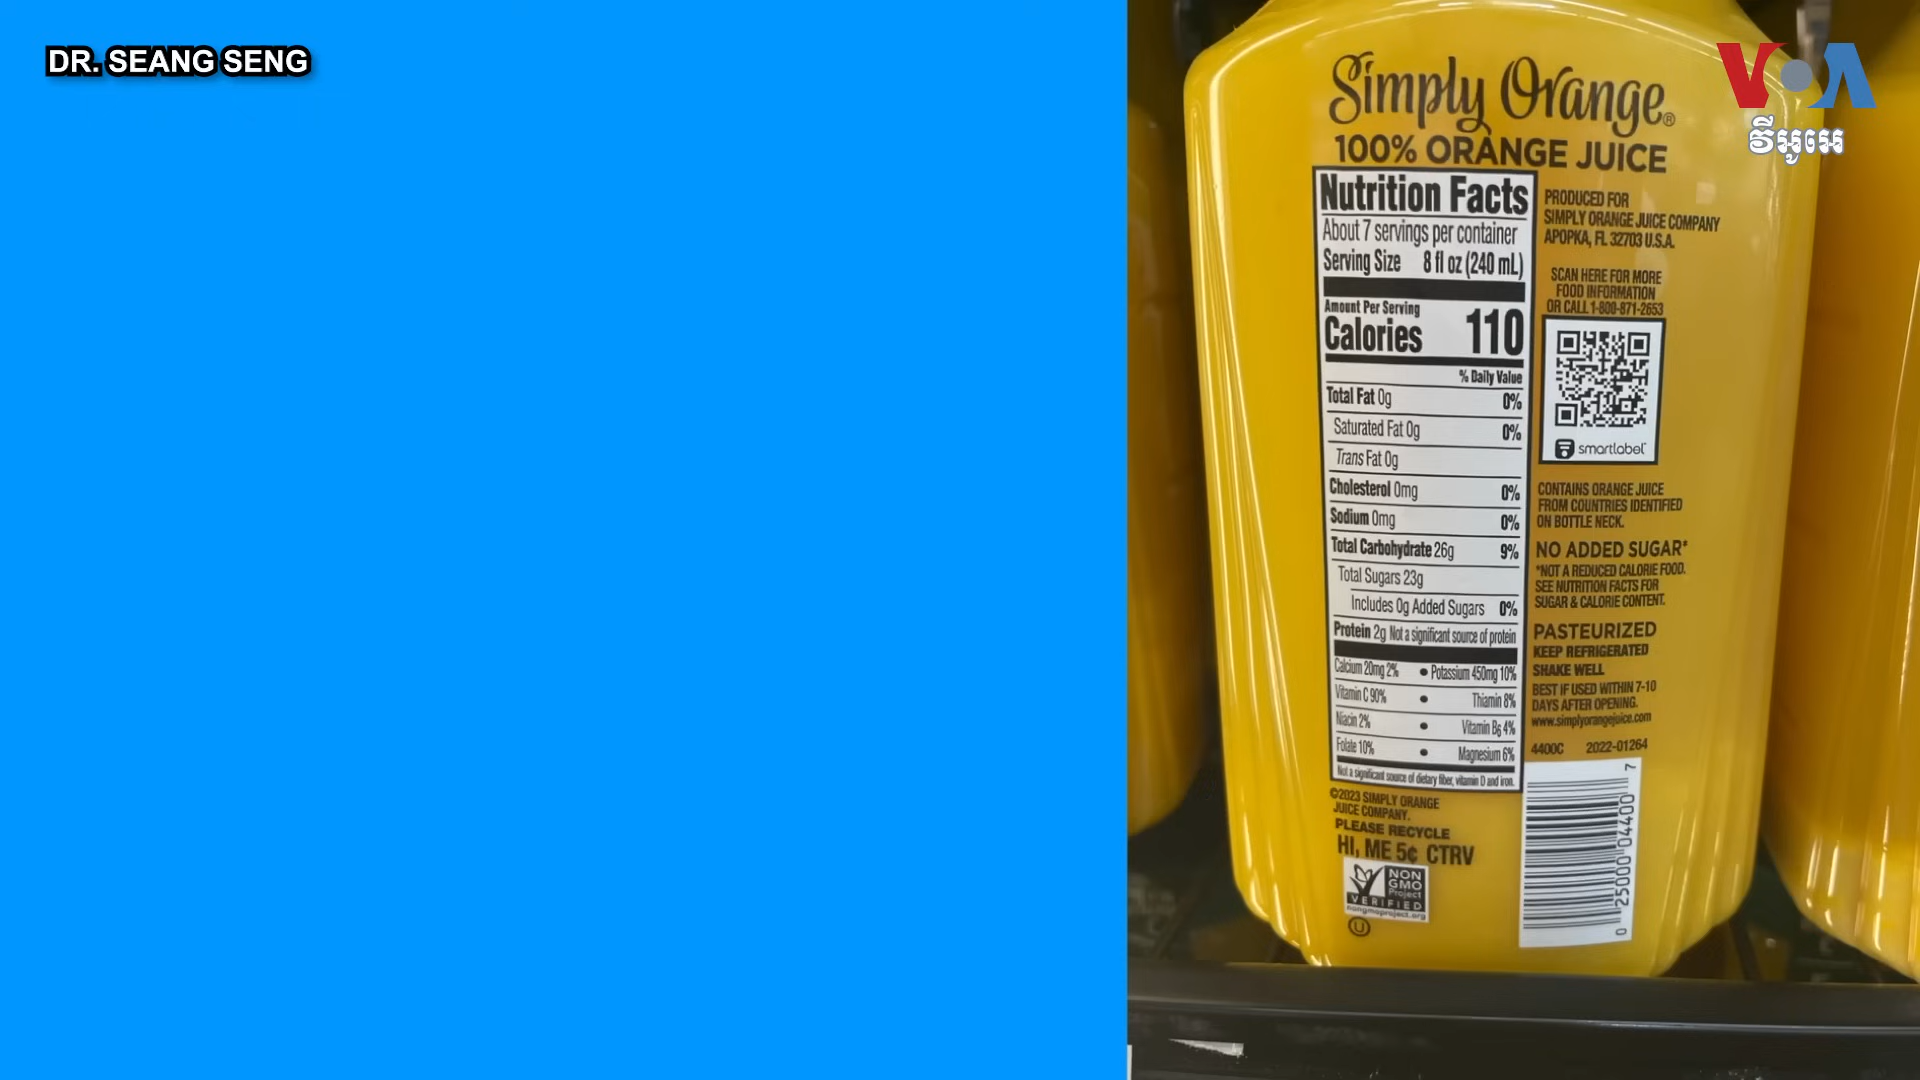 DR. SEANG SENG
VOA
វីអូអេ
Simply Orange®
100% ORANGE JUICE
Nutrition Facts
About 7 servings per container
Serving Size 8 fl oz (240 mL)
Amount Per Serving
Calories 110
% Daily Value
Total Fat 0g 0%
Saturated Fat 0g 0%
Trans Fat 0g
Cholesterol 0mg 0%
Sodium 0mg 0%
Total Carbohydrate 26g 9%
Total Sugars 23g
Includes 0g Added Sugars 0%
Protein 2g Not a significant source of protein
Calcium 20mg 2% • Potassium 450mg 10%
Vitamin C 90% • Thiamin 8%
Niacin 2% • Vitamin B6 4%
Folate 10% • Magnesium 6%
Not a significant source of dietary fiber, vitamin D and iron.
©2023 SIMPLY ORANGE
JUICE COMPANY.
PLEASE RECYCLE
HI, ME 5¢ CTRV
NON
GMO
Project
VERIFIED
nongmoproject.org
U
PRODUCED FOR
SIMPLY ORANGE JUICE COMPANY
APOPKA, FL 32703 U.S.A.
SCAN HERE FOR MORE
FOOD INFORMATION
OR CALL 1-800-871-2653
smartlabel
CONTAINS ORANGE JUICE
FROM COUNTRIES IDENTIFIED
ON BOTTLE NECK.
NO ADDED SUGAR*
*NOT A REDUCED CALORIE FOOD.
SEE NUTRITION FACTS FOR
SUGAR & CALORIE CONTENT.
PASTEURIZED
KEEP REFRIGERATED
SHAKE WELL
BEST IF USED WITHIN 7-10
DAYS AFTER OPENING.
www.simplyorangejuice.com
4400C 2022-01264
0 25000 04400 7